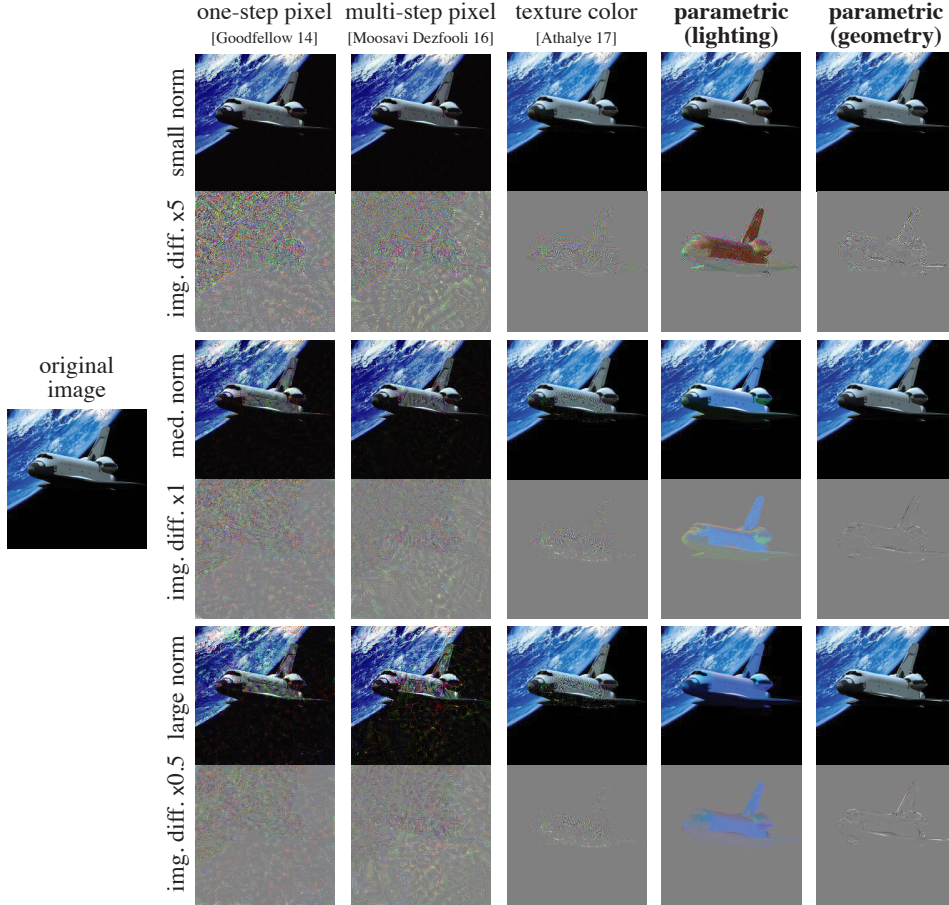 one-step pixel
[Goodfellow 14]
multi-step pixel
[Moosavi Dezfooli 16]
texture color
[Athalye 17]
parametric
(lighting)
parametric
(geometry)
small norm
img. diff. x5
original
image
med. norm
img. diff. x1
large norm
img. diff. x0.5